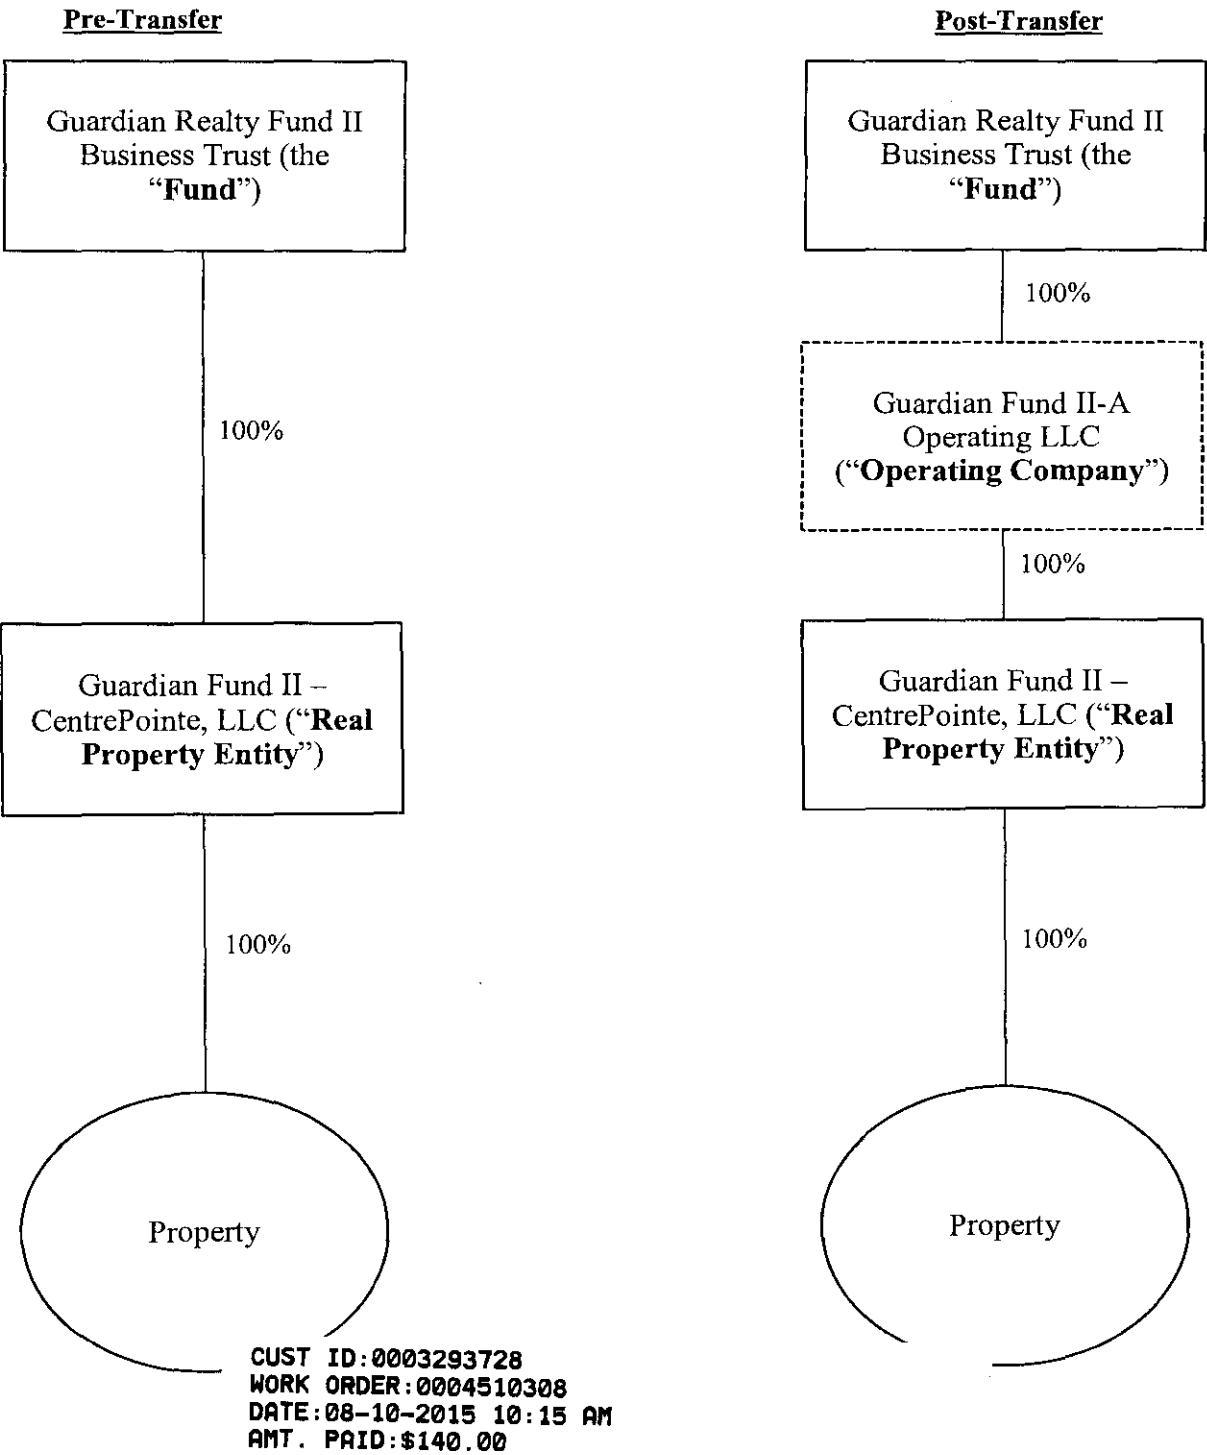 Pre-Transfer
Guardian Realty Fund II
Business Trust (the
“Fund”)
100%
Guardian Fund II –
CentrePointe, LLC (“Real
Property Entity”)
100%
Property
Post-Transfer
Guardian Realty Fund II
Business Trust (the
“Fund”)
100%
Guardian Fund II-A
Operating LLC
(“Operating Company”)
100%
Guardian Fund II –
CentrePointe, LLC (“Real
Property Entity”)
100%
Property
CUST ID:0003293728
WORK ORDER:0004510308
DATE:08-10-2015 10:15 AM
AMT. PAID:$140.00